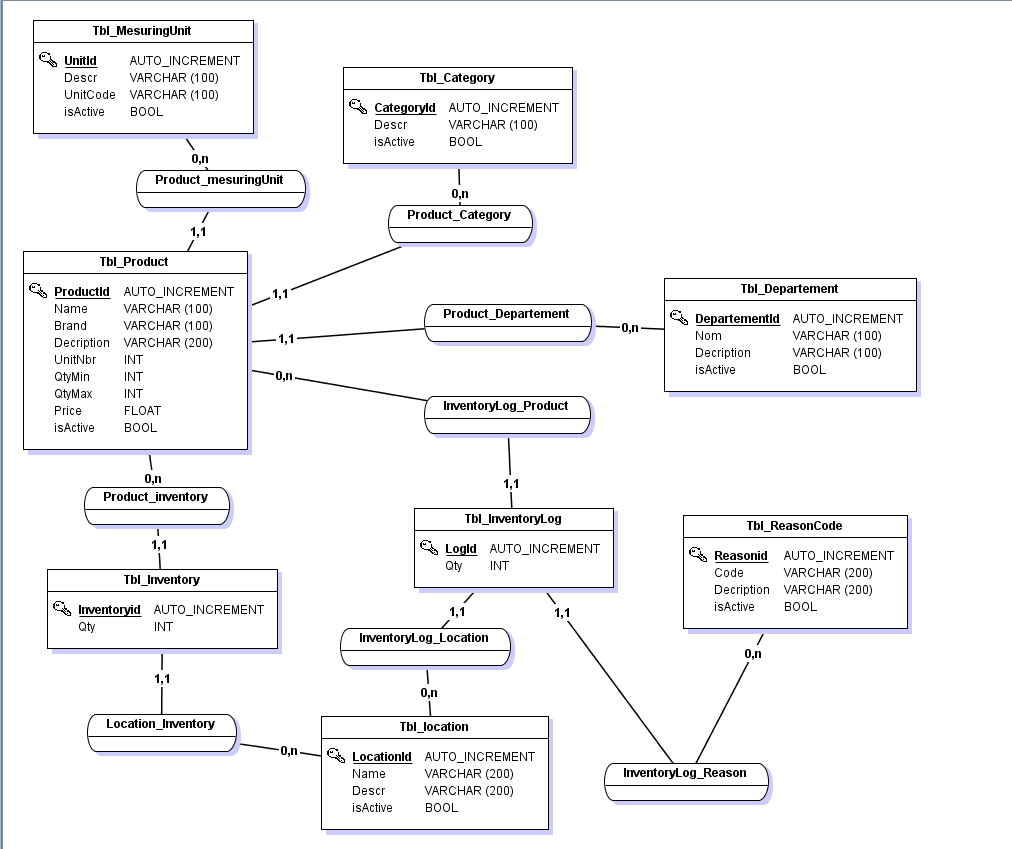 Tbl_MesuringUnit
UnitId AUTO_INCREMENT
Descr VARCHAR (100)
UnitCode VARCHAR (100)
isActive BOOL
0,n
Product_mesuringUnit
1,1
Tbl_Category
CategoryId AUTO_INCREMENT
Descr VARCHAR (100)
isActive BOOL
0,n
Product_Category
1,1
Tbl_Product
ProductId AUTO_INCREMENT
Name VARCHAR (100)
Brand VARCHAR (100)
Decription VARCHAR (200)
UnitNbr INT
QtyMin INT
QtyMax INT
Price FLOAT
isActive BOOL
1,1
Product_Departement
0,n
Tbl_Departement
DepartementId AUTO_INCREMENT
Nom VARCHAR (100)
Decription VARCHAR (100)
isActive BOOL
0,n
InventoryLog_Product
1,1
0,n
Product_inventory
1,1
Tbl_Inventory
Inventoryid AUTO_INCREMENT
Qty INT
1,1
Location_Inventory
0,n
Tbl_InventoryLog
LogId AUTO_INCREMENT
Qty INT
1,1
InventoryLog_Location
0,n
1,1
Tbl_location
LocationId AUTO_INCREMENT
Name VARCHAR (200)
Descr VARCHAR (200)
isActive BOOL
Tbl_ReasonCode
Reasonid AUTO_INCREMENT
Code VARCHAR (200)
Decription VARCHAR (200)
isActive BOOL
0,n
InventoryLog_Reason